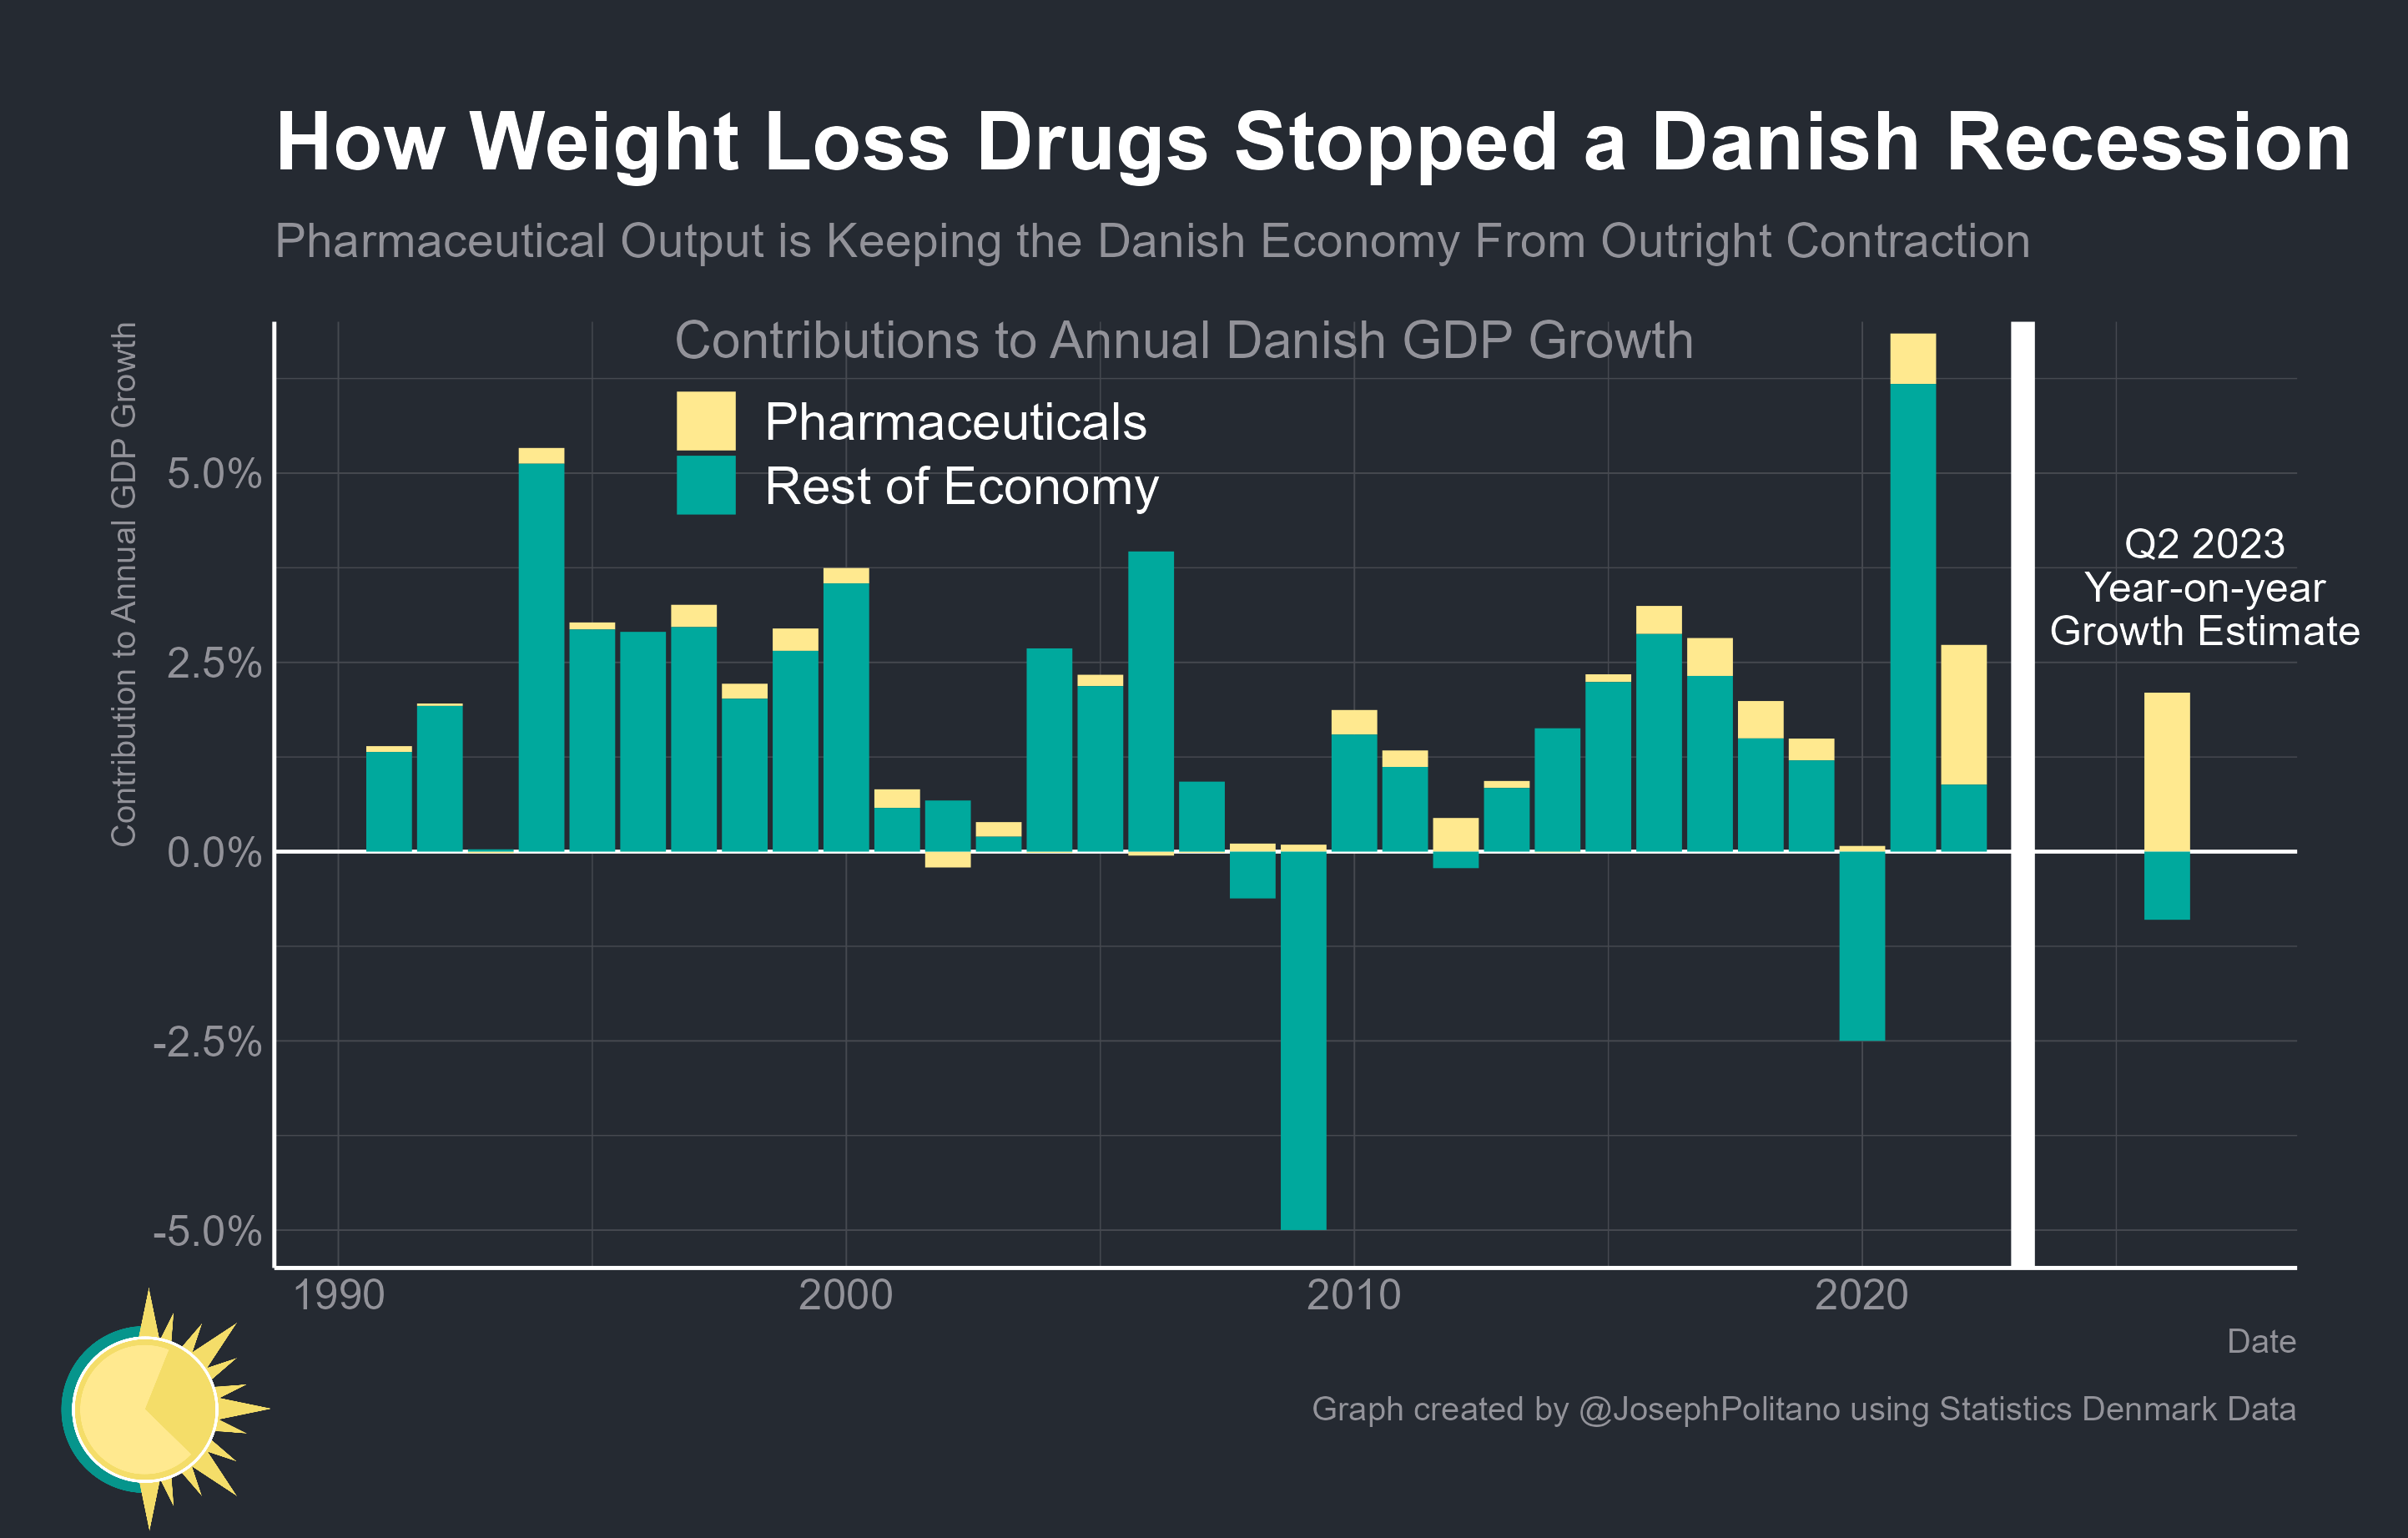 How Weight Loss Drugs Stopped a Danish Recession
Pharmaceutical Output is Keeping the Danish Economy From Outright Contraction
Contributions to Annual Danish GDP Growth
Pharmaceuticals
Rest of Economy
Contribution to Annual GDP Growth
5.0%
2.5%
0.0%
-2.5%
-5.0%
Q2 2023
Year-on-year
Growth Estimate
1990
2000
2010
2020
Date
Graph created by @JosephPolitano using Statistics Denmark Data